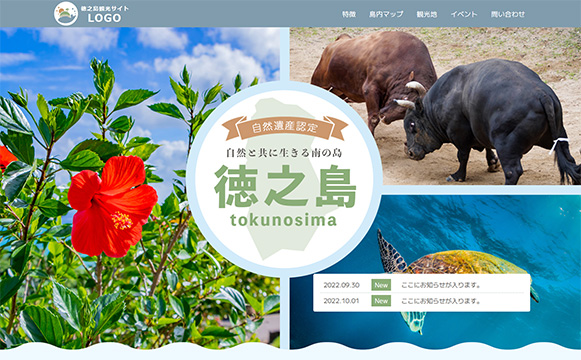 徳之島観光サイト
LOGO
特徴 島内マップ 観光地 イベント 問い合わせ
自然遺産認定
自然と共に生きる南の島
徳之島
tokunosima
2022.09.30 New ここにお知らせが入ります。
2022.10.01 New ここにお知らせが入ります。